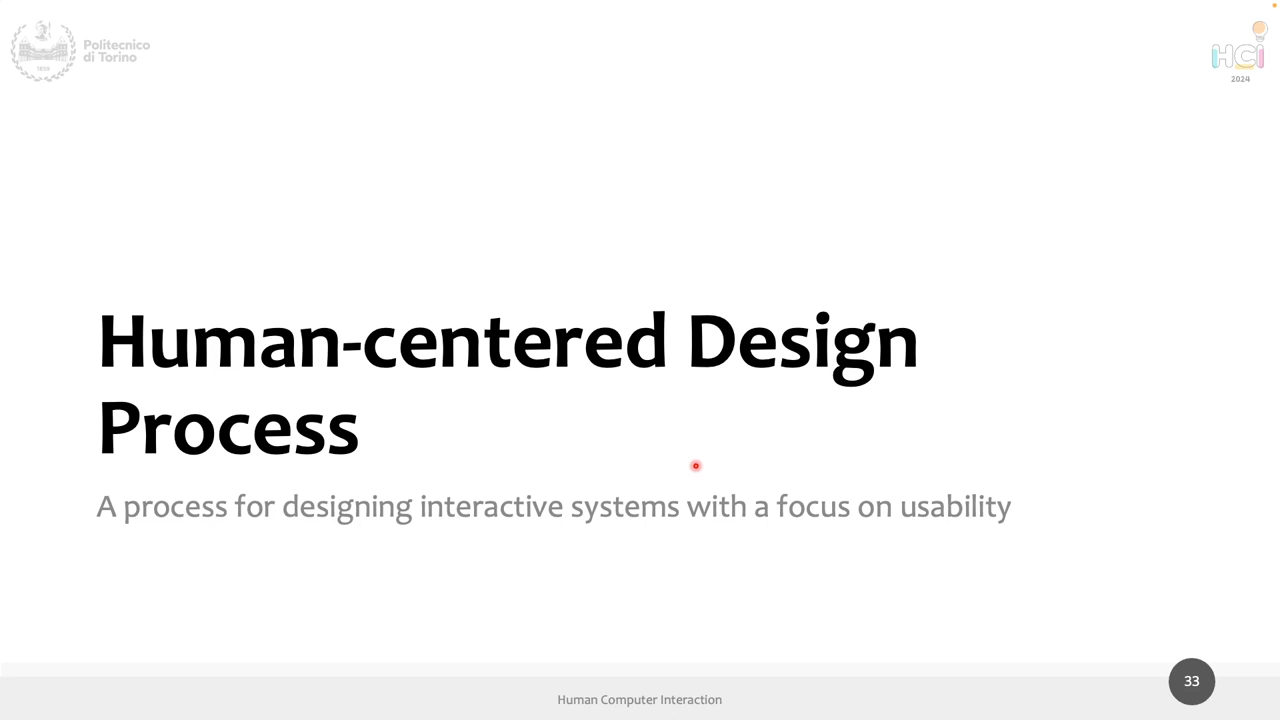 Politecnico
di Torino
1859
HCI
2024
Human-centered Design
Process
A process for designing interactive systems with a focus on usability
33
Human Computer Interaction